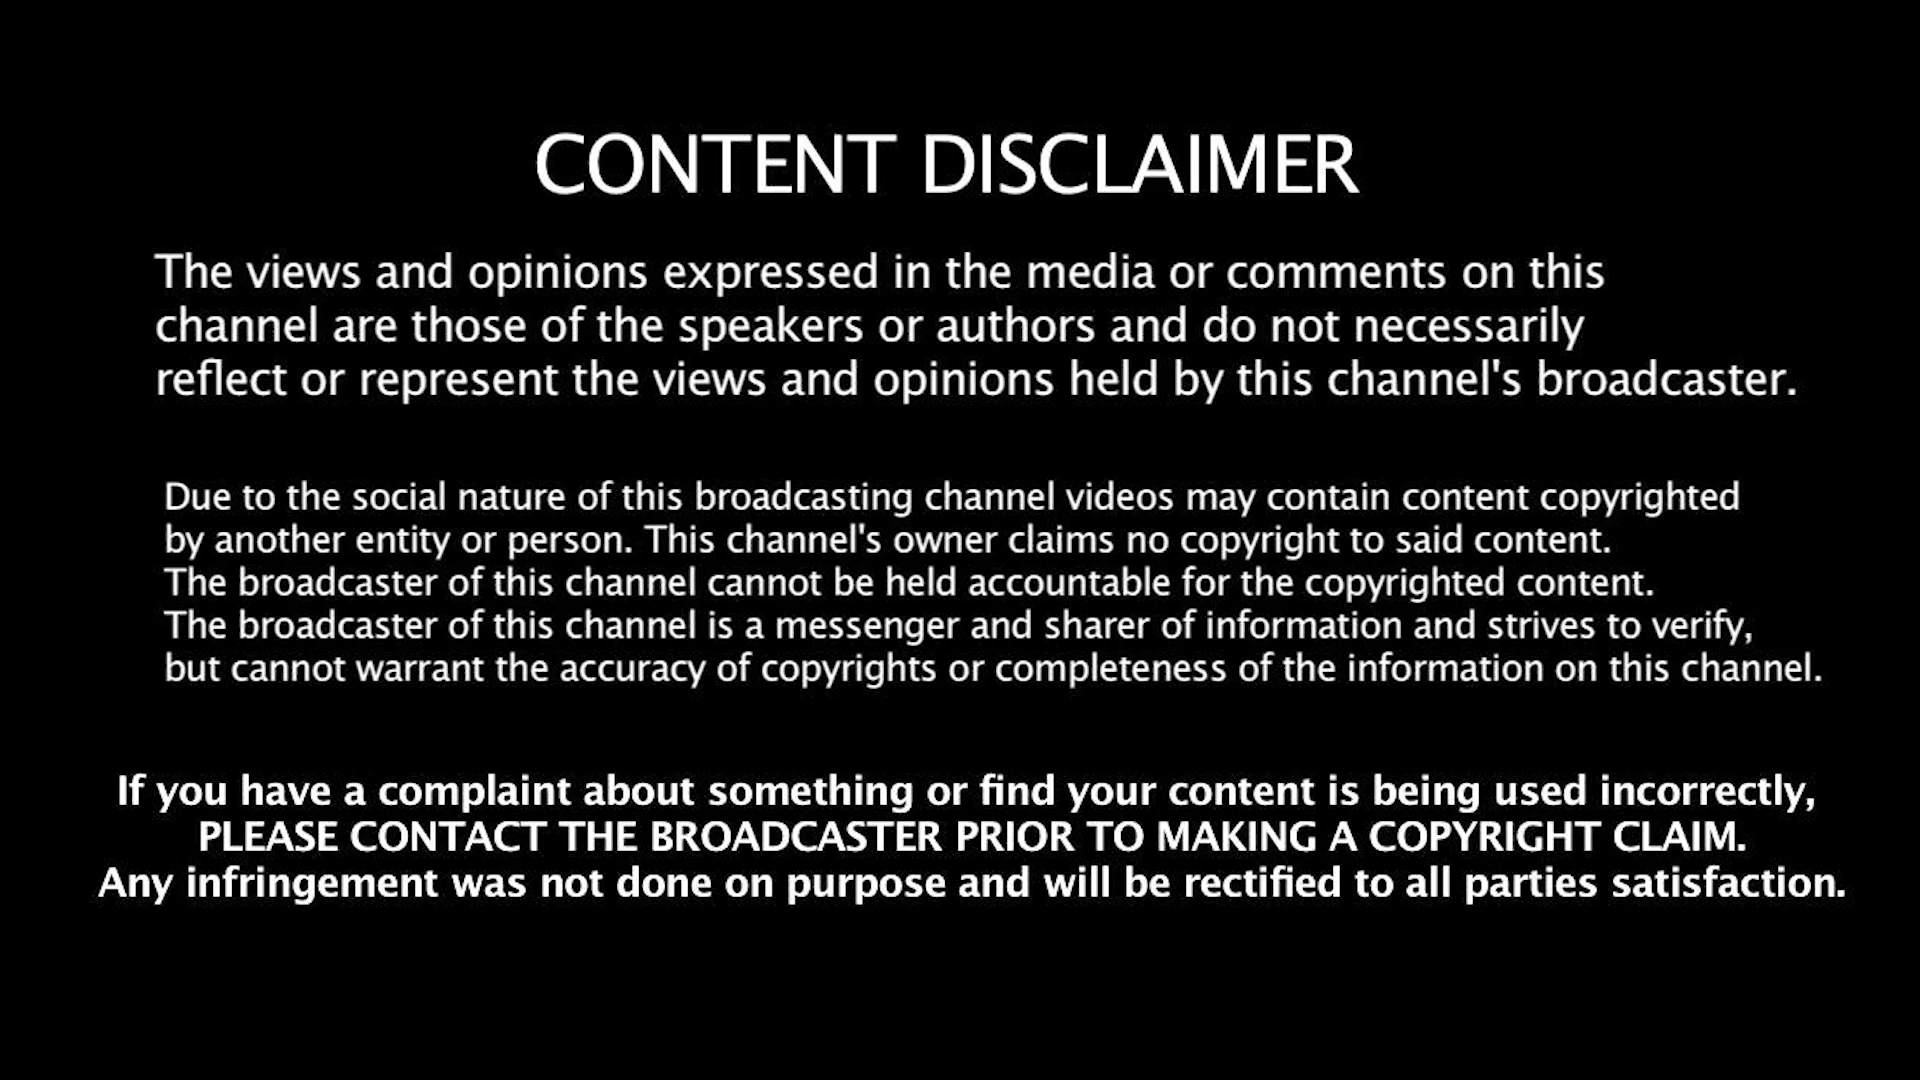 CONTENT DISCLAIMER
The views and opinions expressed in the media or comments on this
channel are those of the speakers or authors and do not necessarily
reflect or represent the views and opinions held by this channel's broadcaster.
Due to the social nature of this broadcasting channel videos may contain content copyrighted
by another entity or person. This channel's owner claims no copyright to said content.
The broadcaster of this channel cannot be held accountable for the copyrighted content.
The broadcaster of this channel is a messenger and sharer of information and strives to verify,
but cannot warrant the accuracy of copyrights or completeness of the information on this channel.
If you have a complaint about something or find your content is being used incorrectly,
PLEASE CONTACT THE BROADCASTER PRIOR TO MAKING A COPYRIGHT CLAIM.
Any infringement was not done on purpose and will be rectified to all parties satisfaction.